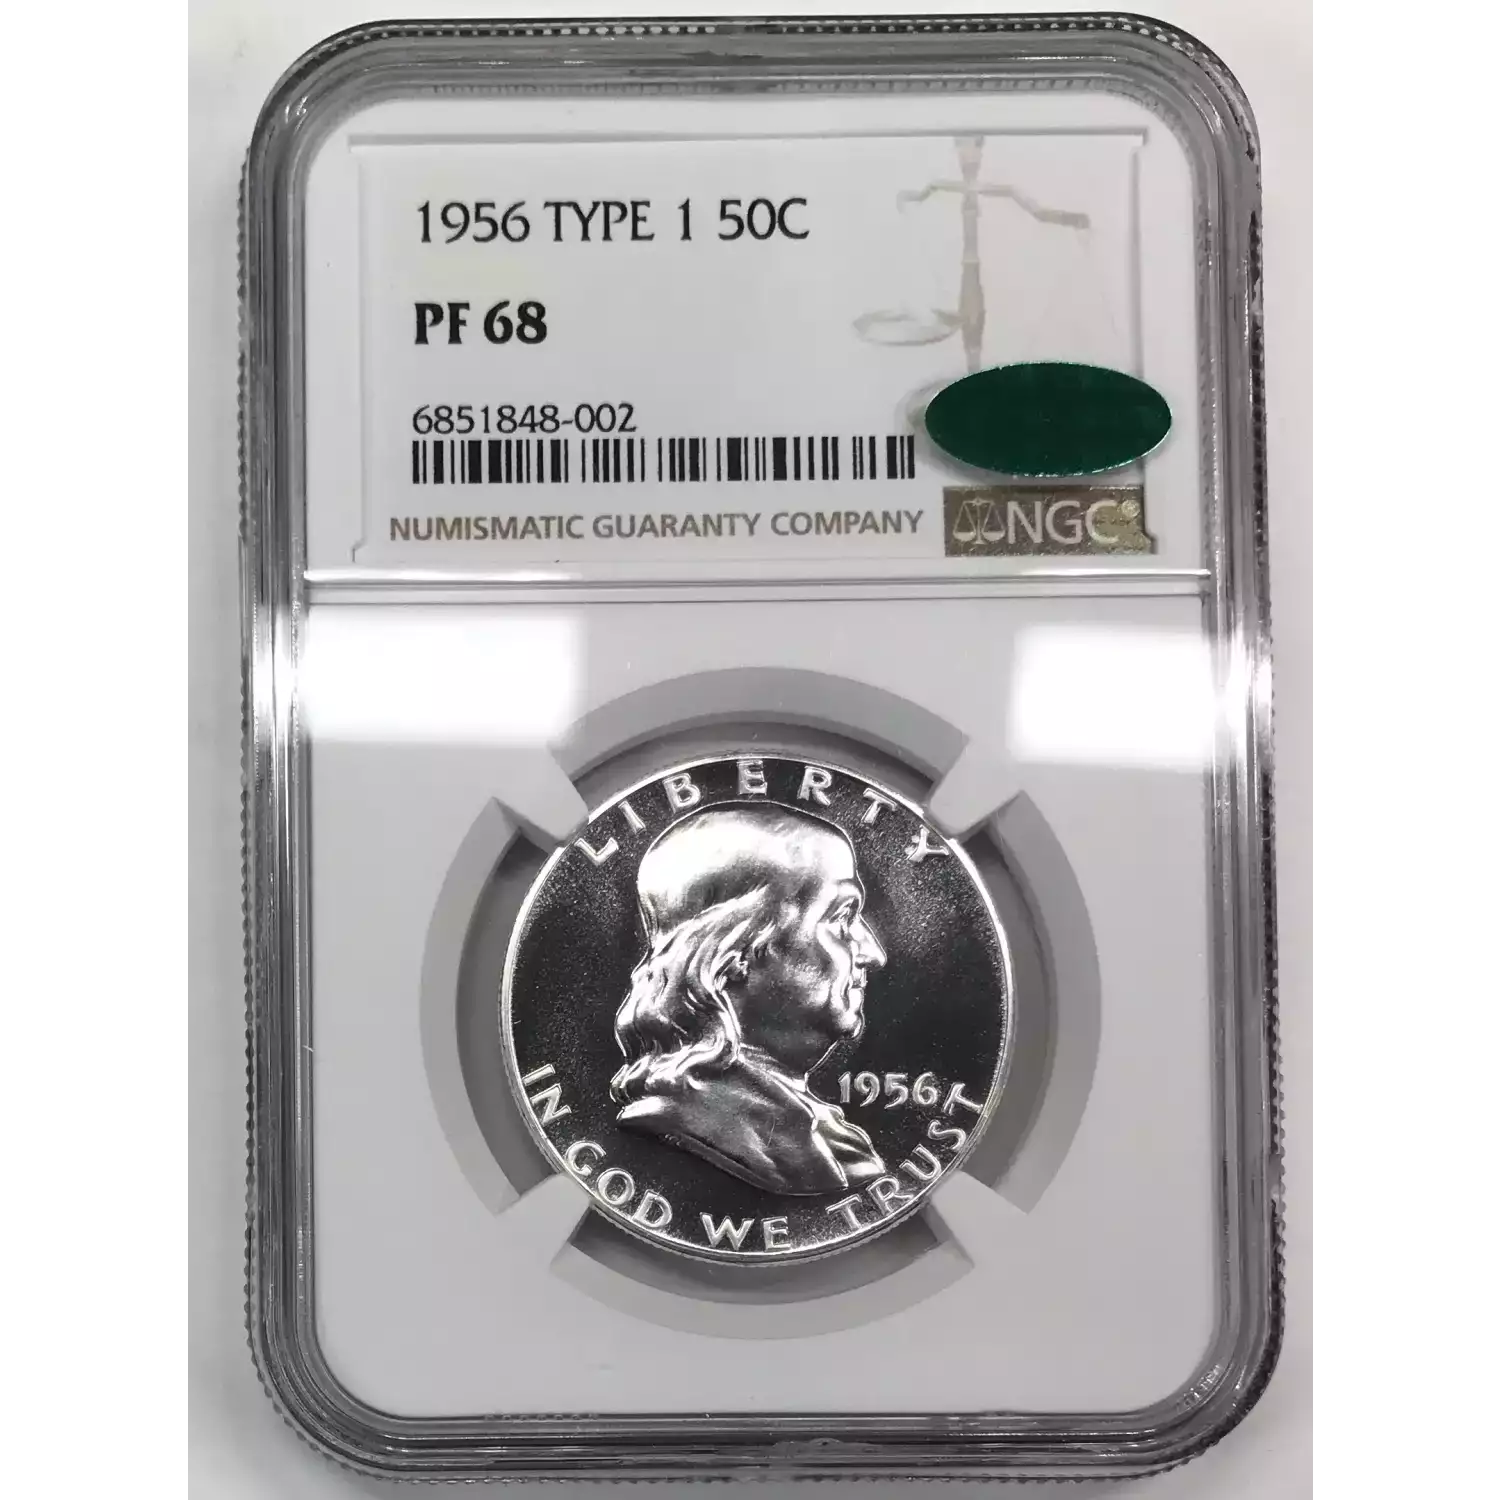 1956 TYPE 1 50C
PF 68
6851848-002
NUMISMATIC GUARANTY COMPANY
NGC
LIBERTY
1956
IN GOD WE TRUST